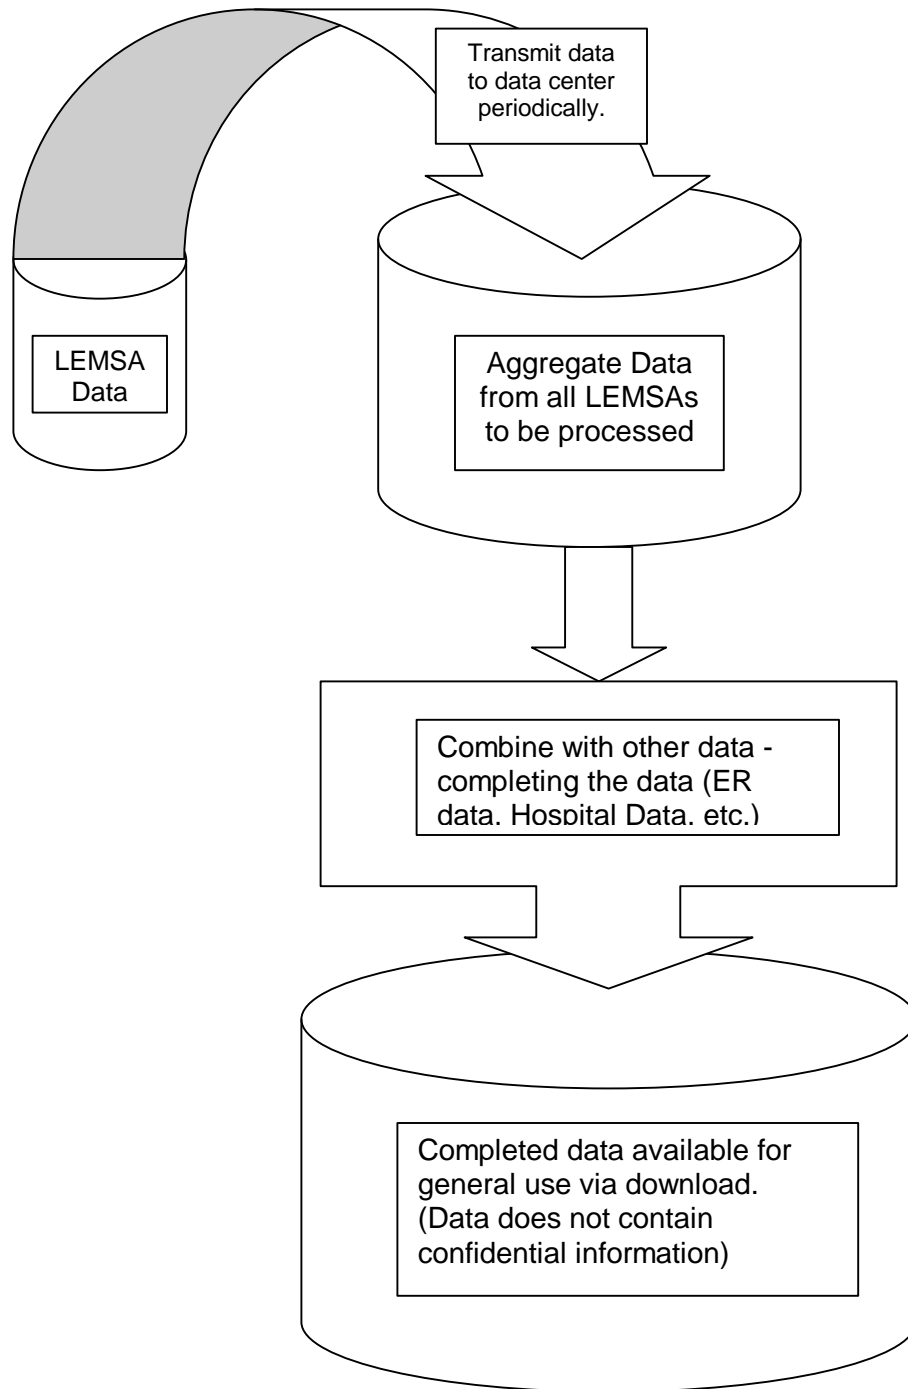 Transmit data
to data center
periodically.
LEMSA
Data
Aggregate Data
from all LEMSAs
to be processed
Combine with other data -
completing the data (ER
data, Hospital Data, etc.)
Completed data available for
general use via download.
(Data does not contain
confidential information)